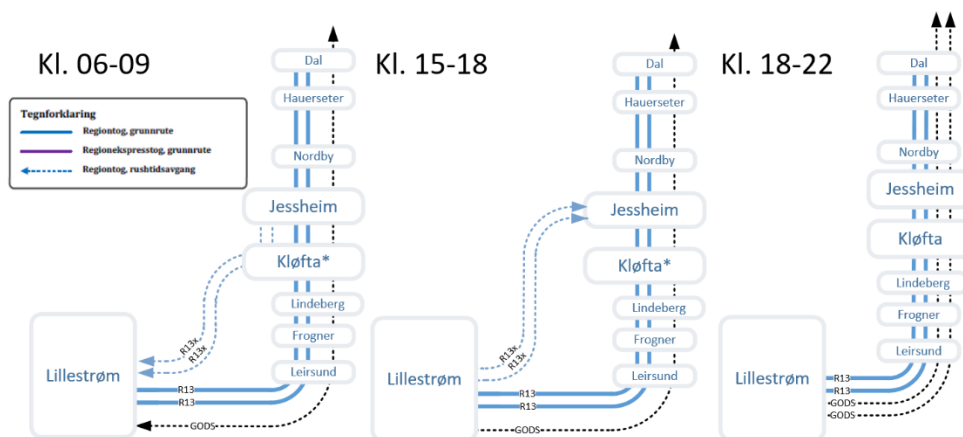 Kl. 06-09
Tegnforklaring
Regiontog, grunnrute
Regionekspresstog, grunnrute
Regiontog, rushtidsavgang
Dal
Hauerseter
Nordby
Jessheim
Kløfta*
Lindeberg
Frogner
Leirsund
Lillestrøm
R13x
R13x
R13
R13
GODS
Kl. 15-18
Dal
Hauerseter
Nordby
Jessheim
Kløfta*
Lindeberg
Frogner
Leirsund
Lillestrøm
R13x
R13x
R13
R13
GODS
Kl. 18-22
Dal
Hauerseter
Nordby
Jessheim
Kløfta
Lindeberg
Frogner
Leirsund
Lillestrøm
R13
R13
GODS
GODS